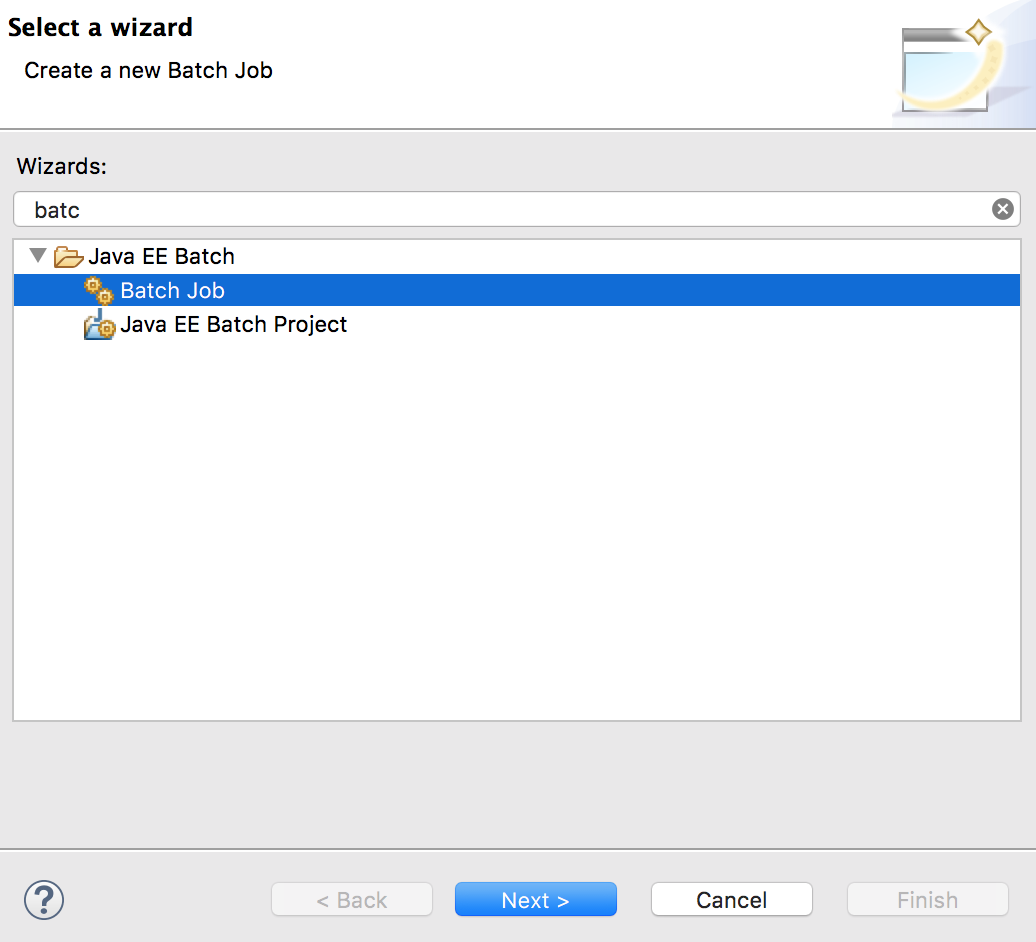 Select a wizard
Create a new Batch Job
Wizards:
batc
Java EE Batch
Batch Job
Java EE Batch Project
?
< Back
Next >
Cancel
Finish